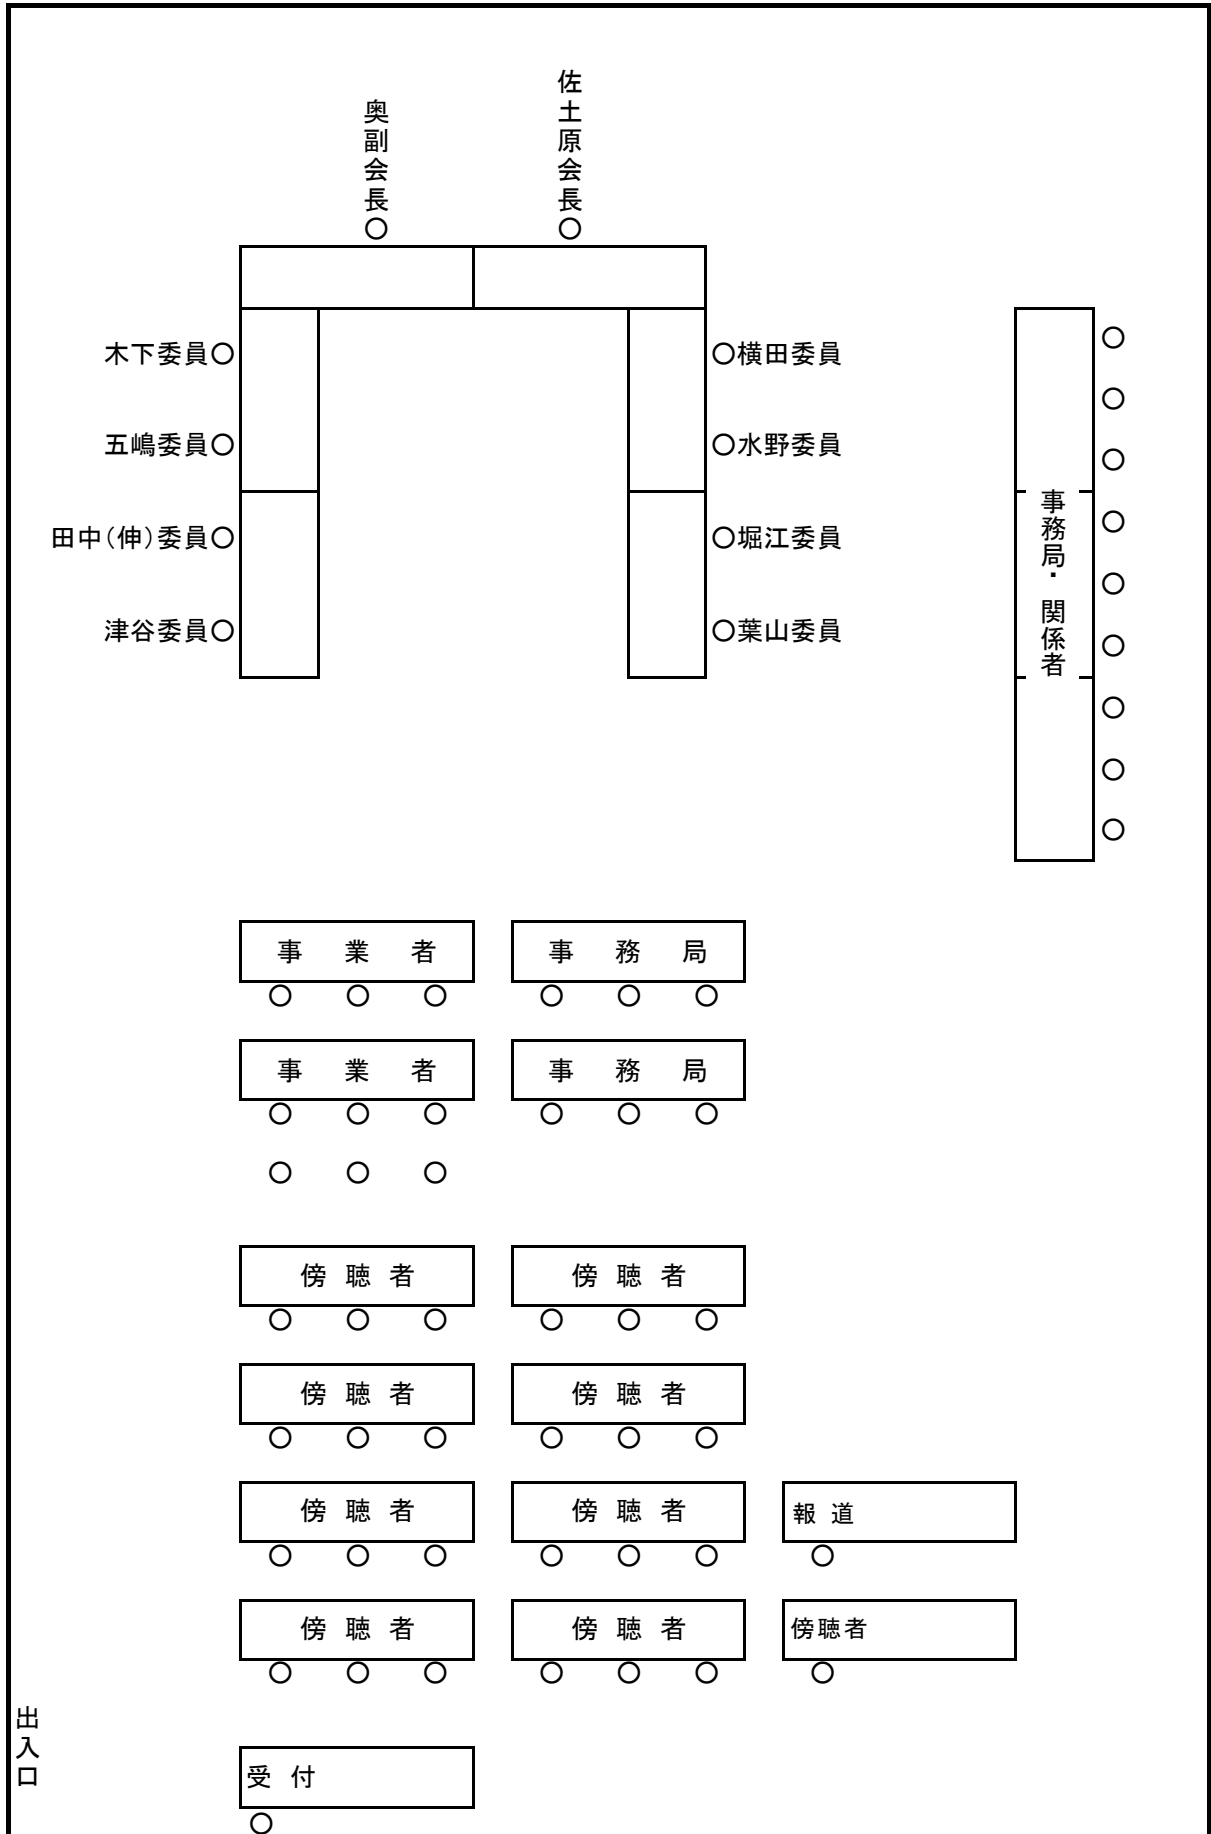 佐土原会長○
奥副会長○
木下委員○
○横田委員
五嶋委員○
○水野委員
田中(伸)委員○
○堀江委員
津谷委員○
○葉山委員
事務局・関係者
○
○
○
○
○
○
○
○
○
事業者
事務局
○ ○ ○ ○ ○ ○
事業者
事務局
○ ○ ○ ○ ○ ○
○ ○ ○
傍聴者
傍聴者
○ ○ ○ ○ ○ ○
傍聴者
傍聴者
○ ○ ○ ○ ○ ○
傍聴者
傍聴者
報道
○ ○ ○ ○ ○ ○ ○
傍聴者
傍聴者
傍聴者
○ ○ ○ ○ ○ ○ ○
出入口
受付
○